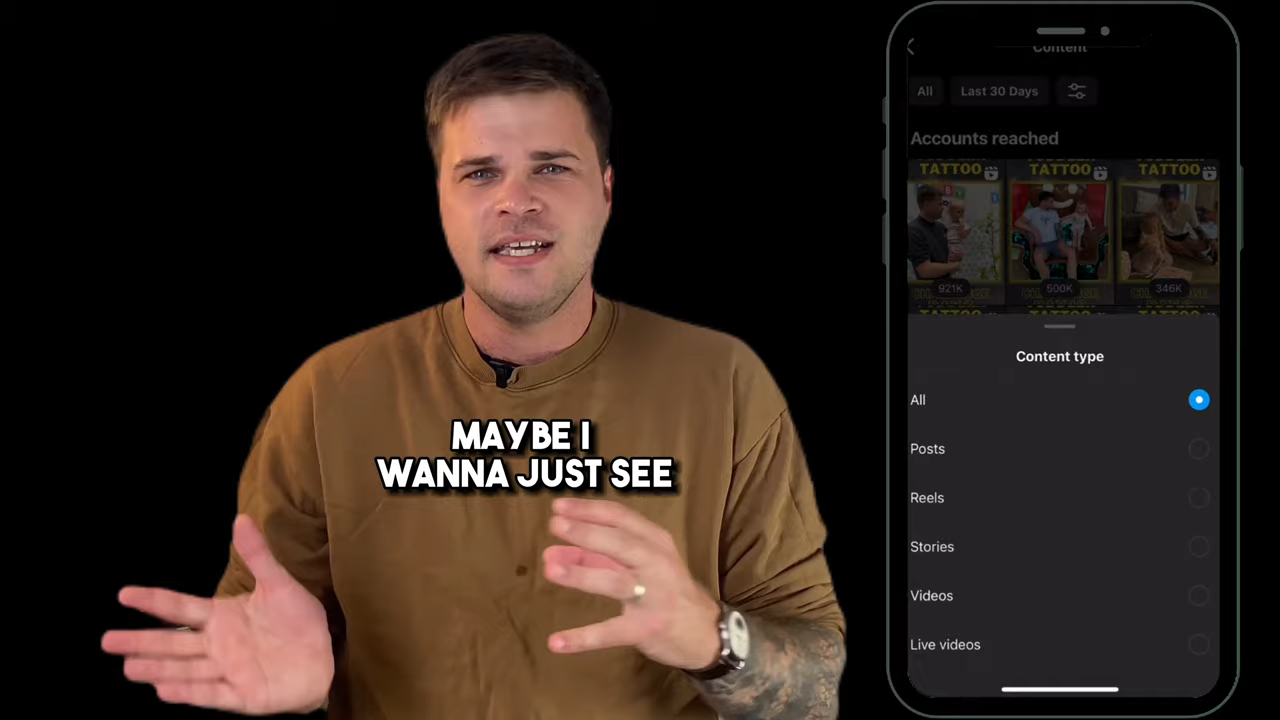 MAYBE I
WANNA JUST SEE
Content
All
Last 30 Days
Accounts reached
TATTOO
TATTOO
TATTOO
921K
500K
346K
Content type
All
Posts
Reels
Stories
Videos
Live videos